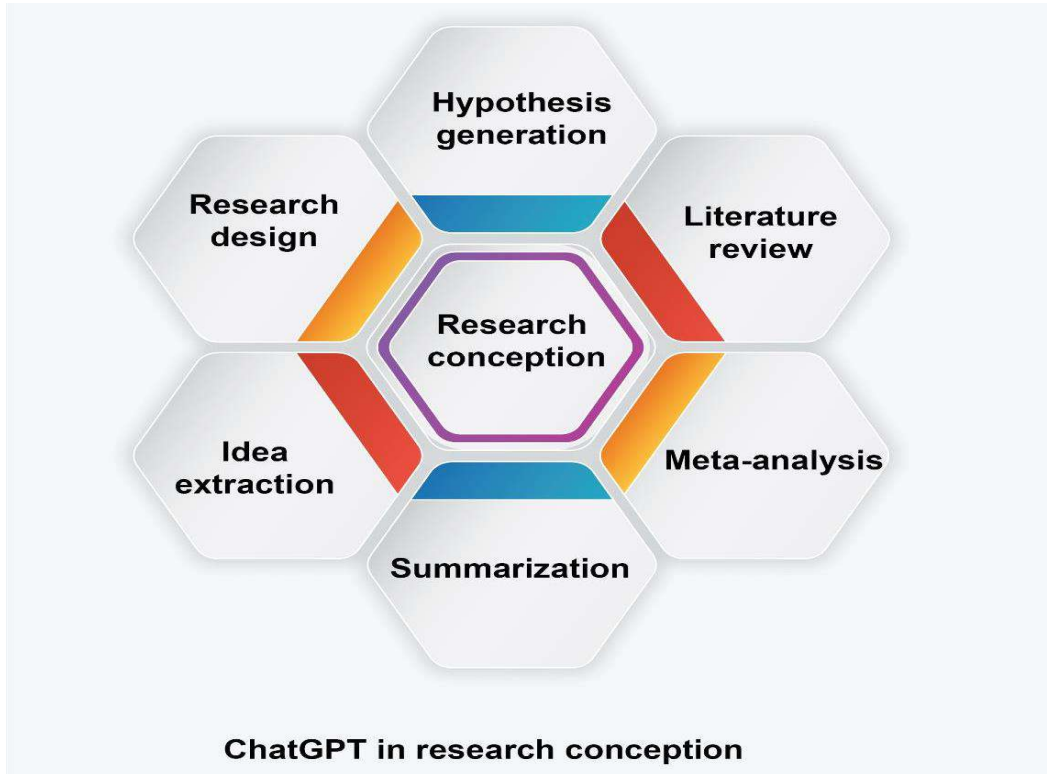 Hypothesis
generation
Research
design
Literature
review
Research
conception
Idea
extraction
Meta-analysis
Summarization
ChatGPT in research conception